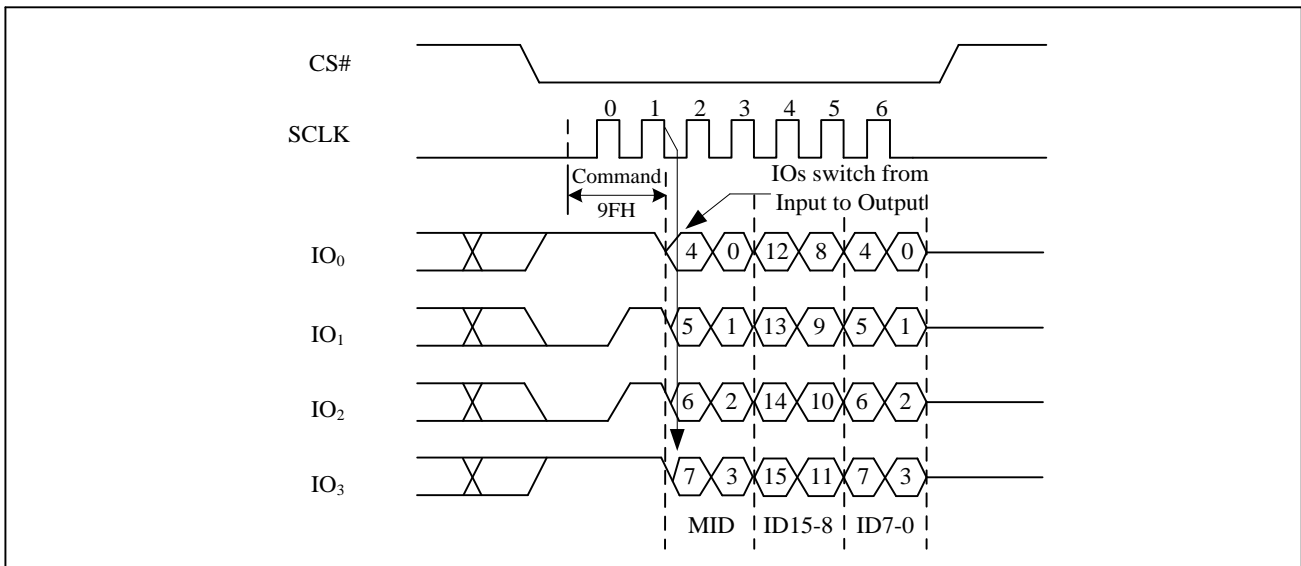 CS#
0 1 2 3 4 5 6
SCLK
Command
9FH
IOs switch from
Input to Output
IO0 4 0 12 8 4 0
IO1 5 1 13 9 5 1
IO2 6 2 14 10 6 2
IO3 7 3 15 11 7 3
MID ID15-8 ID7-0